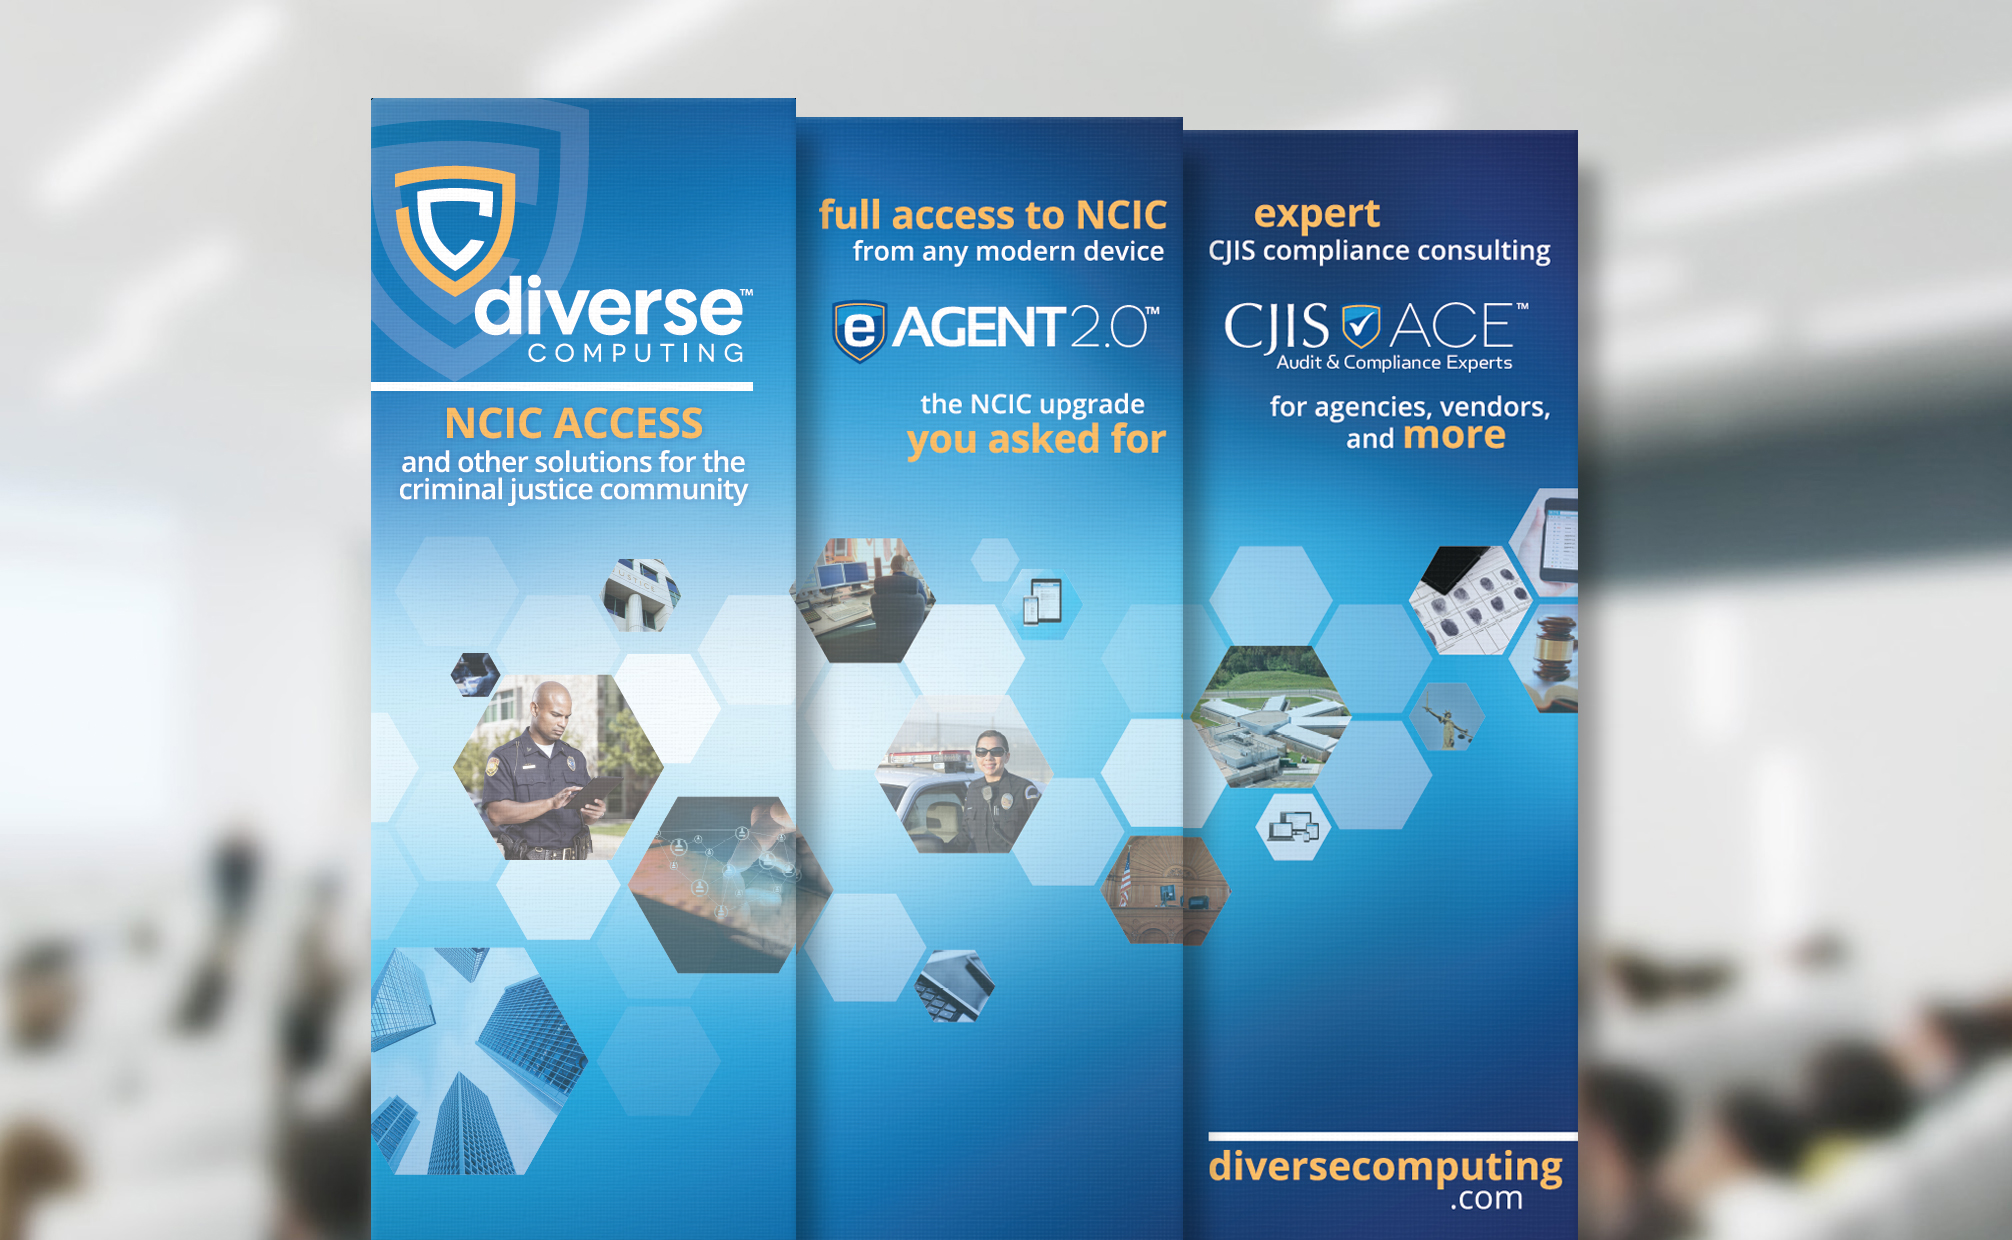 diverse™
COMPUTING
NCIC ACCESS
and other solutions for the
criminal justice community
full access to NCIC
from any modern device
e AGENT 2.0™
the NCIC upgrade
you asked for
expert
CJIS compliance consulting
CJIS ACE™
Audit & Compliance Experts
for agencies, vendors,
and more
USTICE
diversecomputing
.com